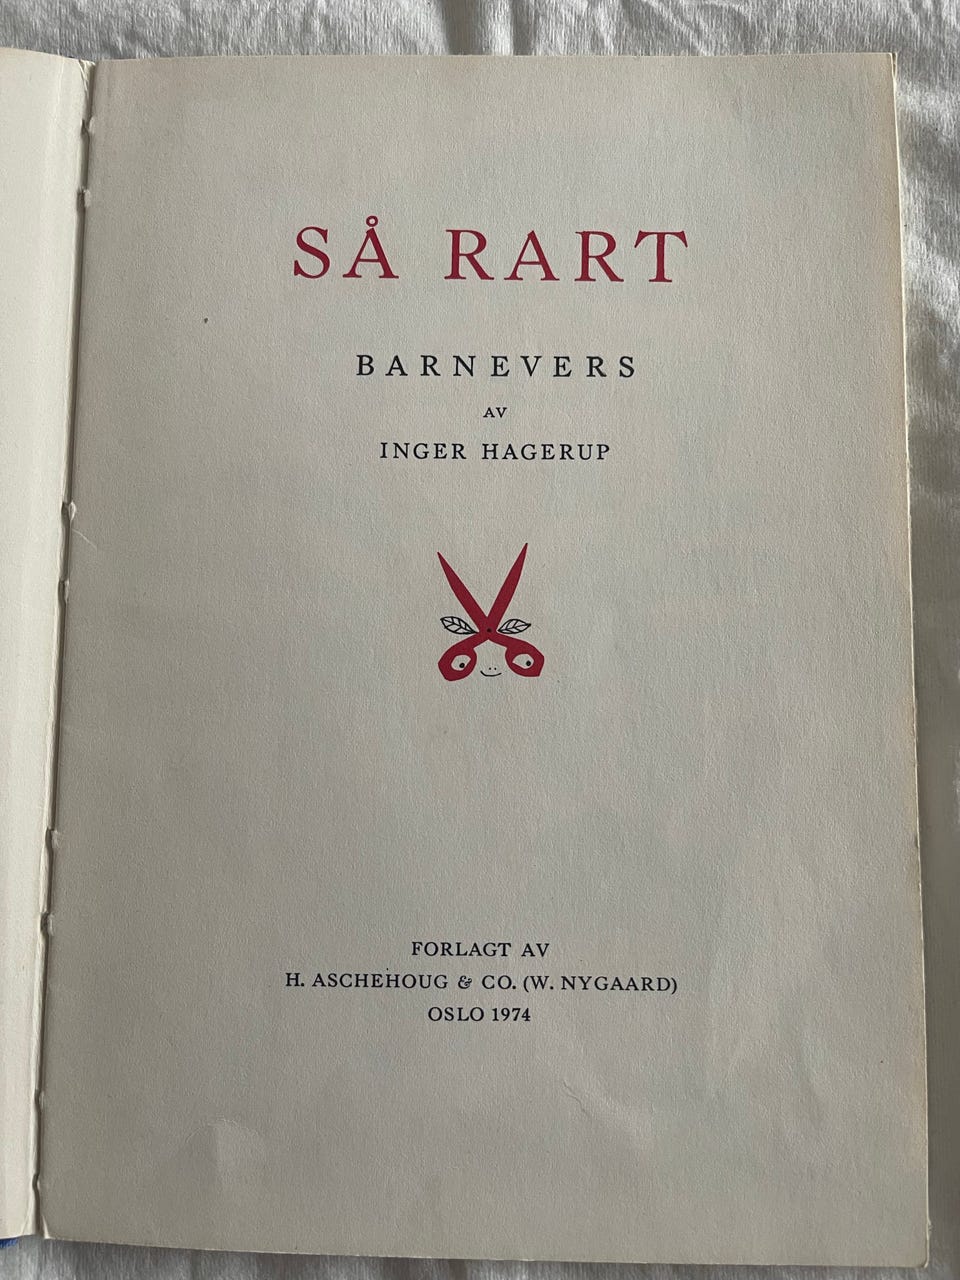 SÅ RART
BARNEVERS
AV
INGER HAGERUP
FORLAGT AV
H. ASCHEHOUG & CO. (W. NYGAARD)
OSLO 1974